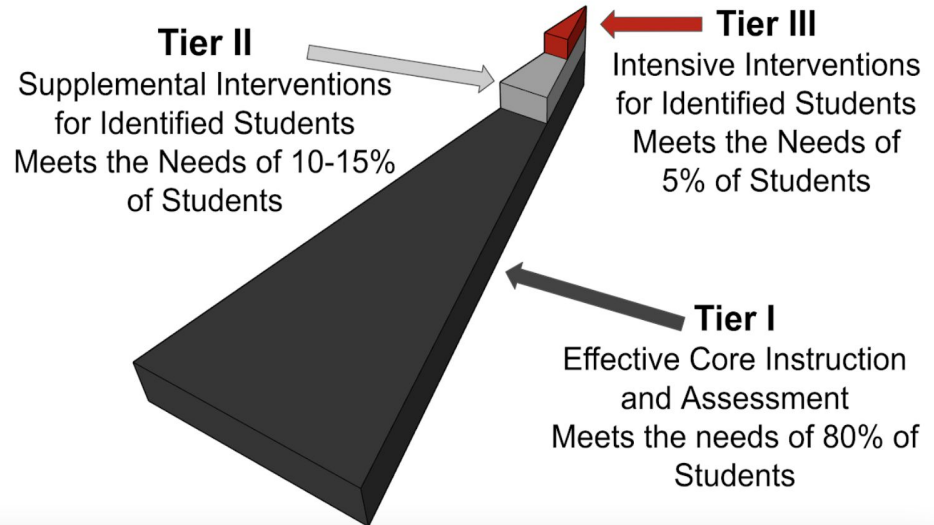 Tier II
Supplemental Interventions
for Identified Students
Meets the Needs of 10-15%
of Students
Tier III
Intensive Interventions
for Identified Students
Meets the Needs of
5% of Students
Tier I
Effective Core Instruction
and Assessment
Meets the needs of 80% of
Students